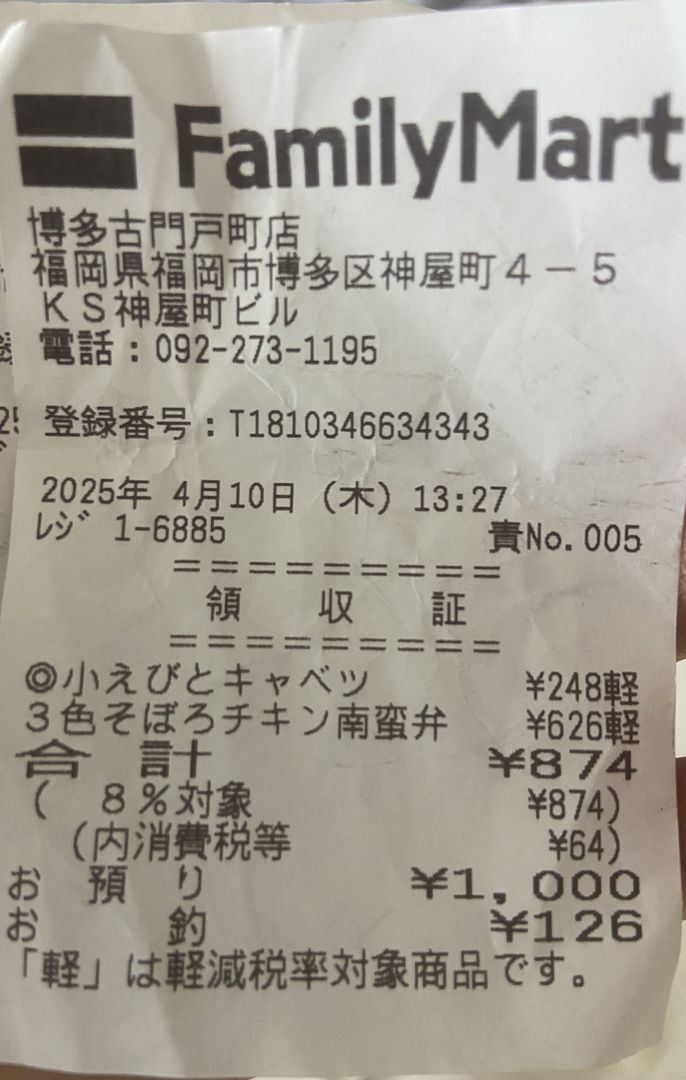 FamilyMart
博多古門戸町店
福岡県福岡市博多区神屋町4-5
KS神屋町ビル
電話:092-273-1195
登録番号:T1810346634343
2025年 4月10日(木)13:27
レジ 1-6885 責No.005
=========
領 収 証
=========
◎小えびとキャベツ ¥248軽
3色そぼろチキン南蛮弁 ¥626軽
合 計 ¥874
( 8%対象 ¥874)
(内消費税等 ¥64)
お 預 り ¥1,000
お 釣 ¥126
「軽」は軽減税率対象商品です。